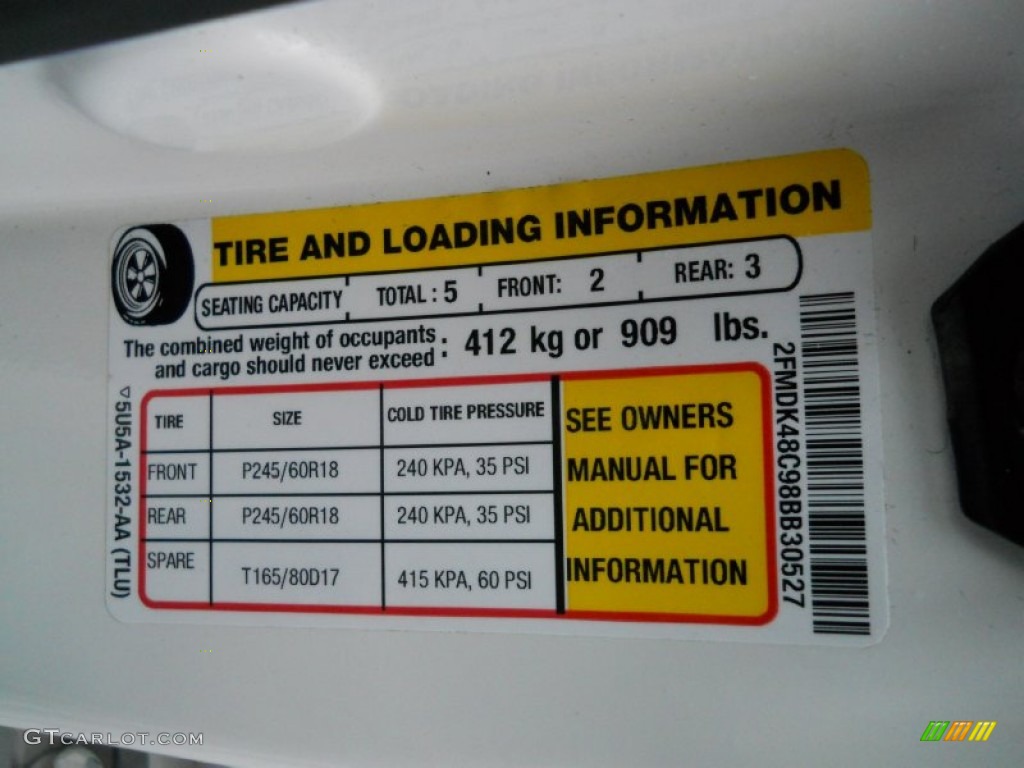 TIRE AND LOADING INFORMATION
SEATING CAPACITY TOTAL : 5 FRONT: 2 REAR: 3
The combined weight of occupants
and cargo should never exceed : 412 kg or 909 lbs.
TIRE SIZE COLD TIRE PRESSURE
FRONT P245/60R18 240 KPA, 35 PSI
REAR P245/60R18 240 KPA, 35 PSI
SPARE T165/80D17 415 KPA, 60 PSI
SEE OWNERS
MANUAL FOR
ADDITIONAL
INFORMATION
5U5A-1532-AA (TLU)
2FMDK48C98BB30527
GTCARLOT.COM